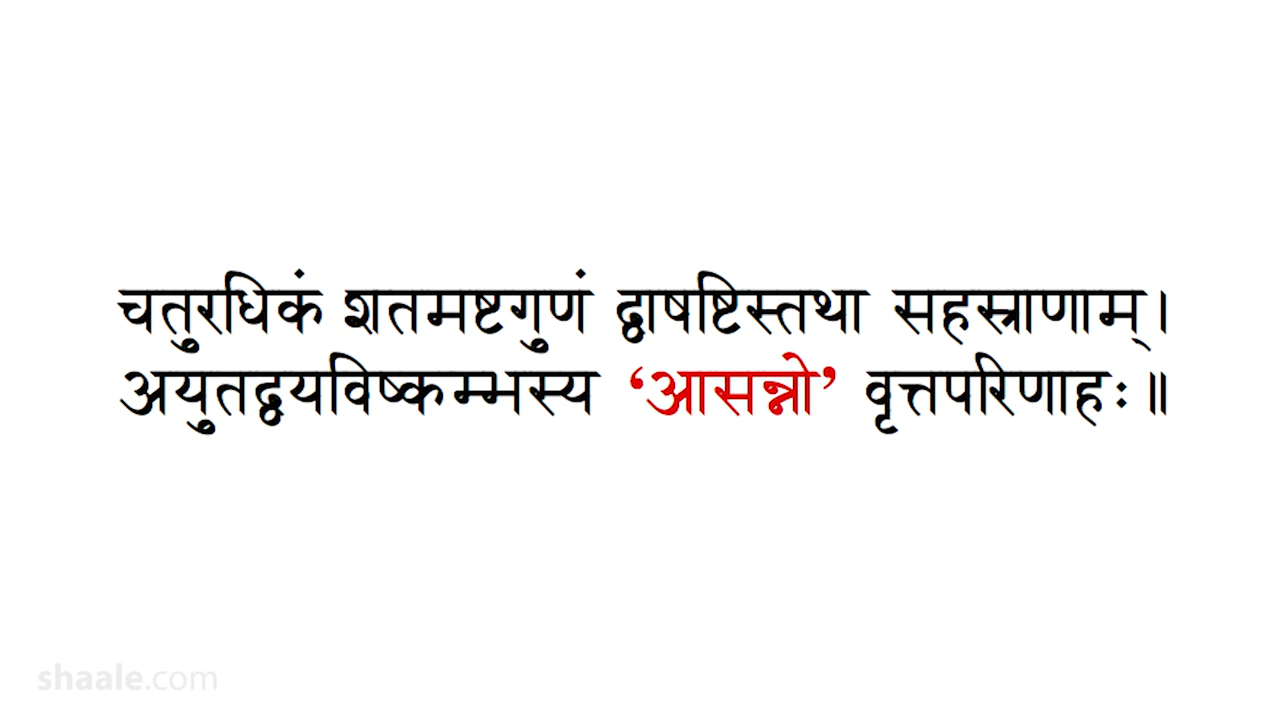 चतुरधिकं शतमष्टगुणं द्वाषष्टिस्तथा सहस्राणाम्।
अयुतद्वयविष्कम्भस्य ‘आसन्नो’ वृत्तपरिणाहः॥
shaale.com